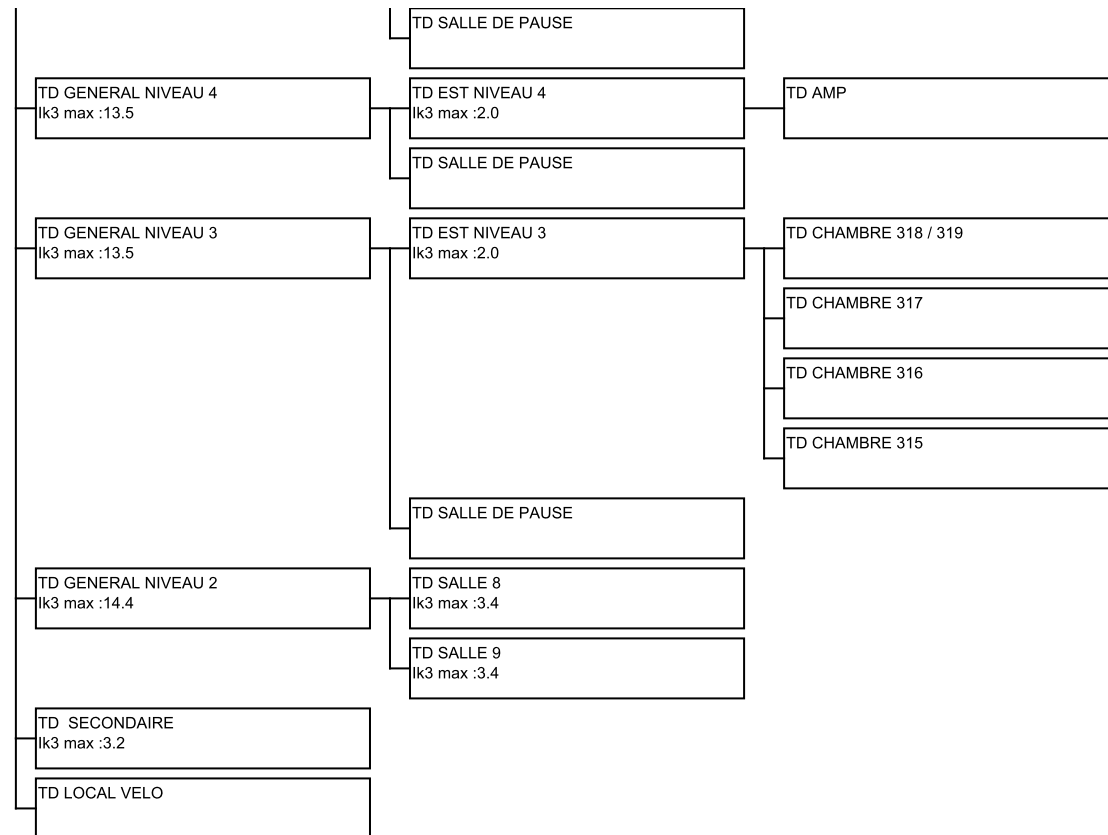 TD SALLE DE PAUSE
TD GENERAL NIVEAU 4
Ik3 max :13.5
TD EST NIVEAU 4
Ik3 max :2.0
TD AMP
TD SALLE DE PAUSE
TD GENERAL NIVEAU 3
Ik3 max :13.5
TD EST NIVEAU 3
Ik3 max :2.0
TD CHAMBRE 318 / 319
TD CHAMBRE 317
TD CHAMBRE 316
TD CHAMBRE 315
TD SALLE DE PAUSE
TD GENERAL NIVEAU 2
Ik3 max :14.4
TD SALLE 8
Ik3 max :3.4
TD SALLE 9
Ik3 max :3.4
TD  SECONDAIRE
Ik3 max :3.2
TD LOCAL VELO